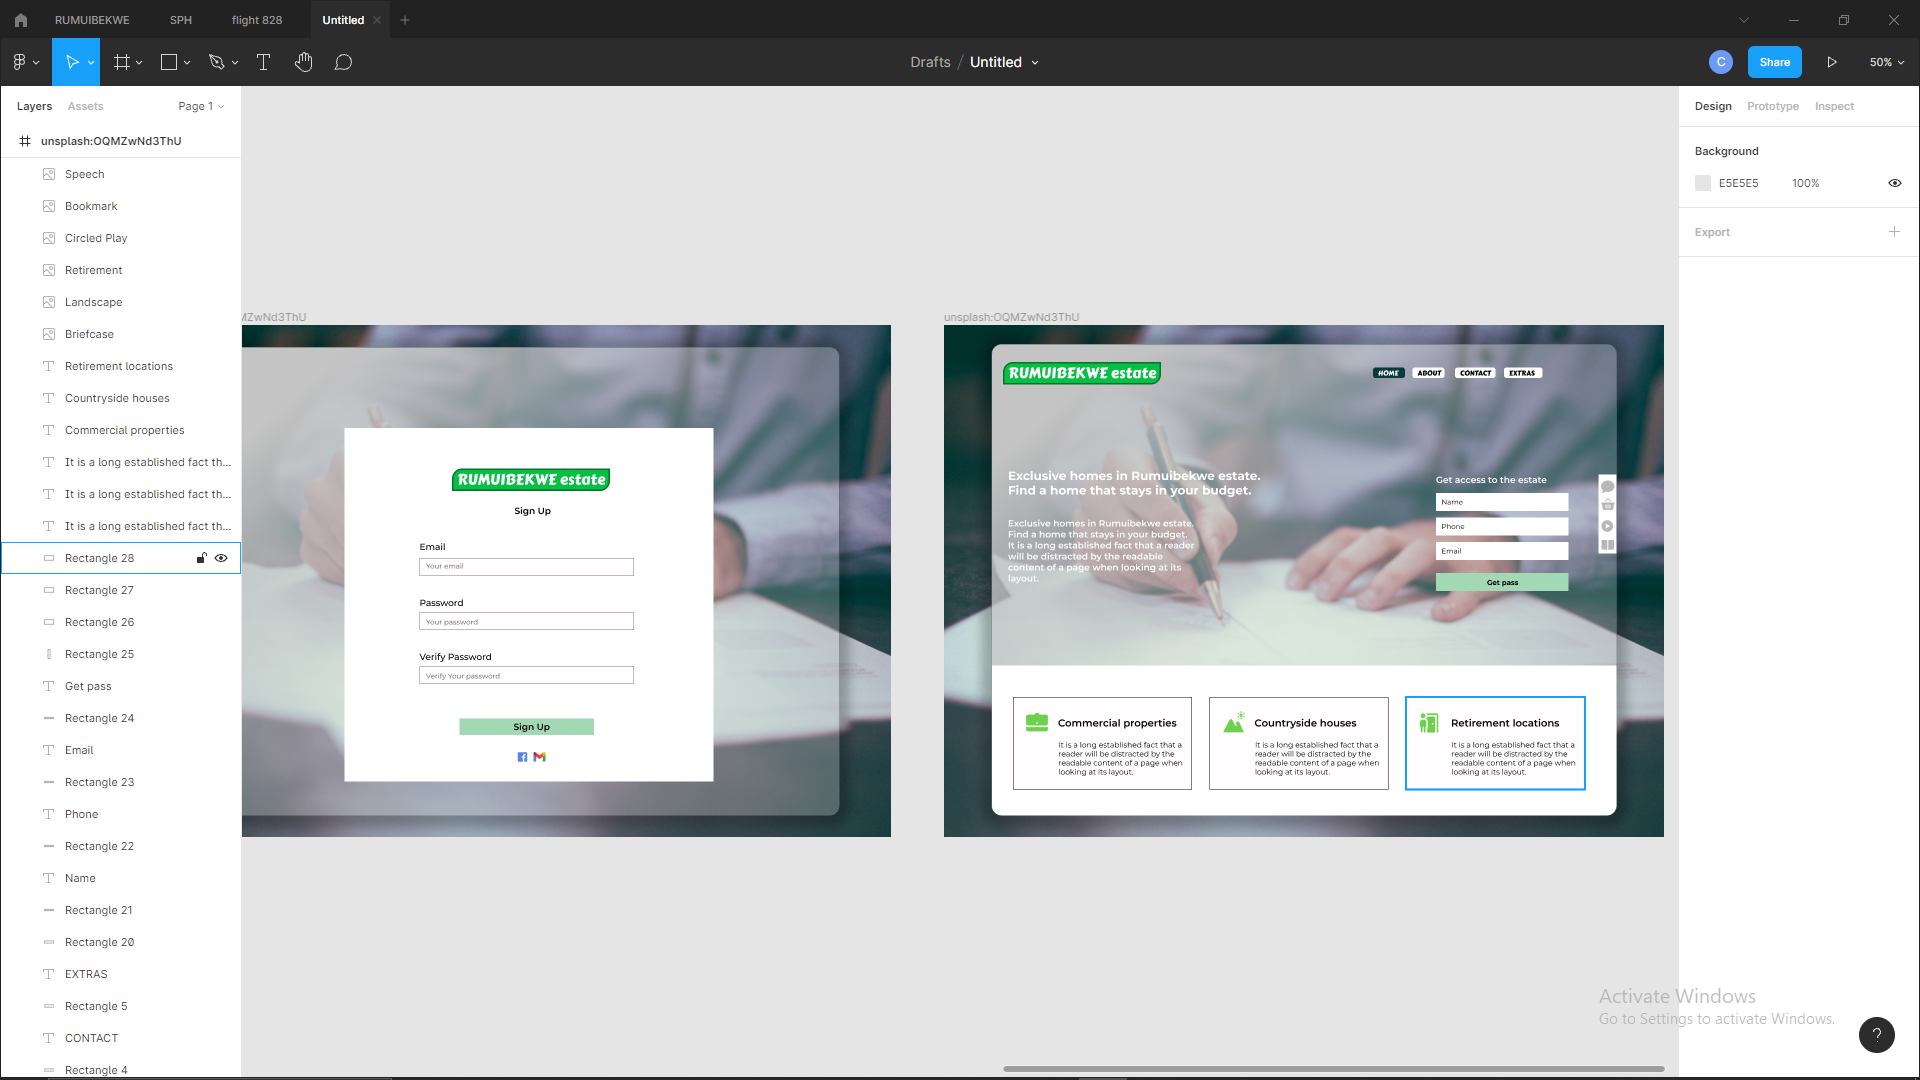 RUMUIBEKWE SPH flight 828 Untitled
Drafts / Untitled
C Share 50%
Layers Assets Page 1
unsplash:OQMZwNd3ThU
Speech
Bookmark
Circled Play
Retirement
Landscape
Briefcase
Retirement locations
Countryside houses
Commercial properties
It is a long established fact th...
It is a long established fact th...
It is a long established fact th...
Rectangle 28
Rectangle 27
Rectangle 26
Rectangle 25
Get pass
Rectangle 24
Email
Rectangle 23
Phone
Rectangle 22
Name
Rectangle 21
Rectangle 20
EXTRAS
Rectangle 5
CONTACT
Rectangle 4
MZwNd3ThU
RUMUIBEKWE estate
Sign Up
Email
Your email
Password
Your password
Verify Password
Verify Your password
Sign Up
unsplash:OQMZwNd3ThU
RUMUIBEKWE estate
HOME ABOUT CONTACT EXTRAS
Exclusive homes in Rumuibekwe estate.
Find a home that stays in your budget.
Exclusive homes in Rumuibekwe estate.
Find a home that stays in your budget.
It is a long established fact that a reader
will be distracted by the readable
content of a page when looking at its
layout.
Get access to the estate
Name
Phone
Email
Get pass
Commercial properties
It is a long established fact that a
reader will be distracted by the
readable content of a page when
looking at its layout.
Countryside houses
It is a long established fact that a
reader will be distracted by the
readable content of a page when
looking at its layout.
Retirement locations
It is a long established fact that a
reader will be distracted by the
readable content of a page when
looking at its layout.
Design Prototype Inspect
Background
E5E5E5 100%
Export
Activate Windows
Go to Settings to activate Windows.
?